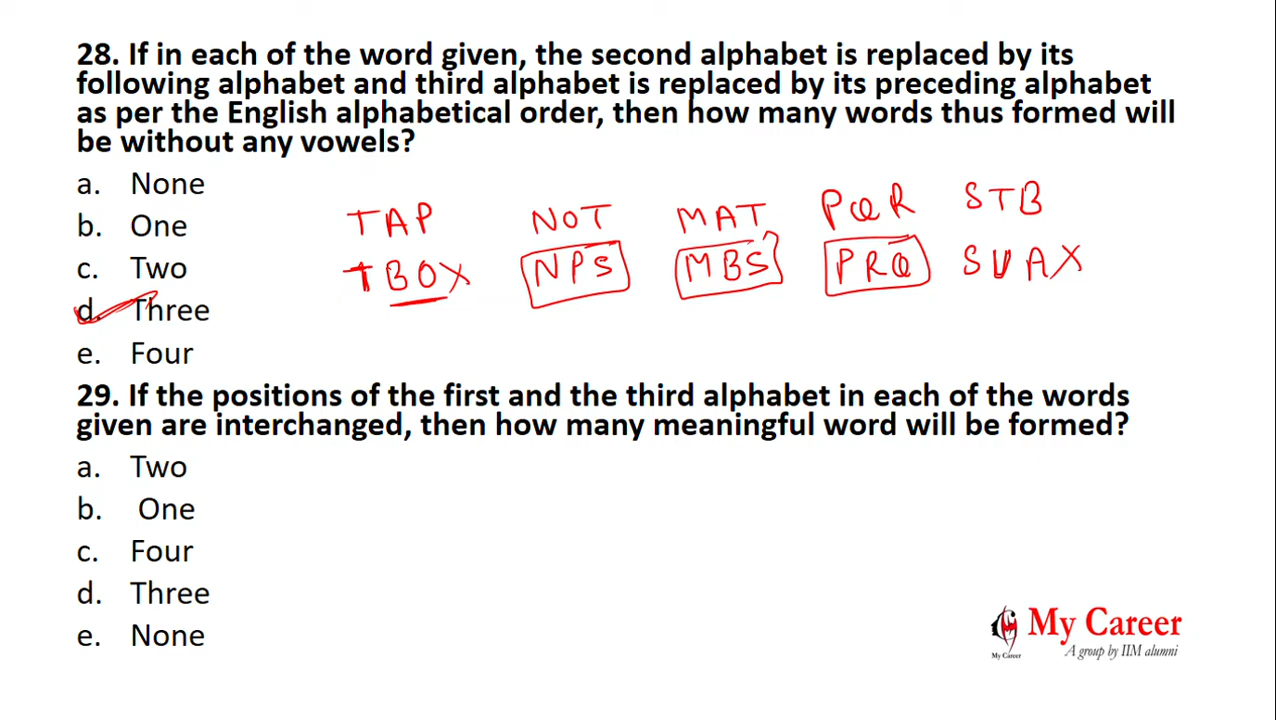 28. If in each of the word given, the second alphabet is replaced by its
following alphabet and third alphabet is replaced by its preceding alphabet
as per the English alphabetical order, then how many words thus formed will
be without any vowels?
a. None
b. One
c. Two
d. Three
e. Four
TAP NOT MAT PQR STB
TBOX NPS MBS PRQ SUAX
29. If the positions of the first and the third alphabet in each of the words
given are interchanged, then how many meaningful word will be formed?
a. Two
b. One
c. Four
d. Three
e. None
My Career
A group by IIM alumni
My Career